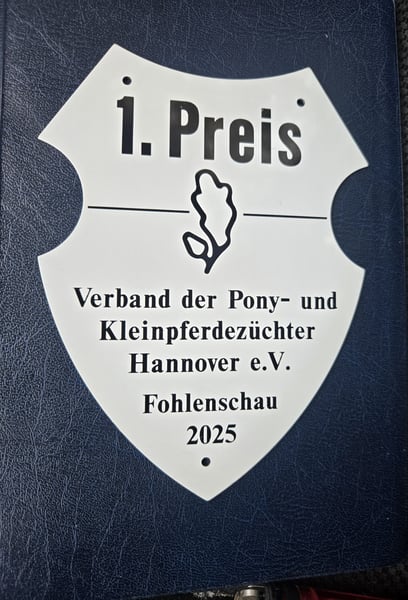 1. Preis
Verband der Pony- und
Kleinpferdezüchter
Hannover e.V.
Fohlenschau
2025